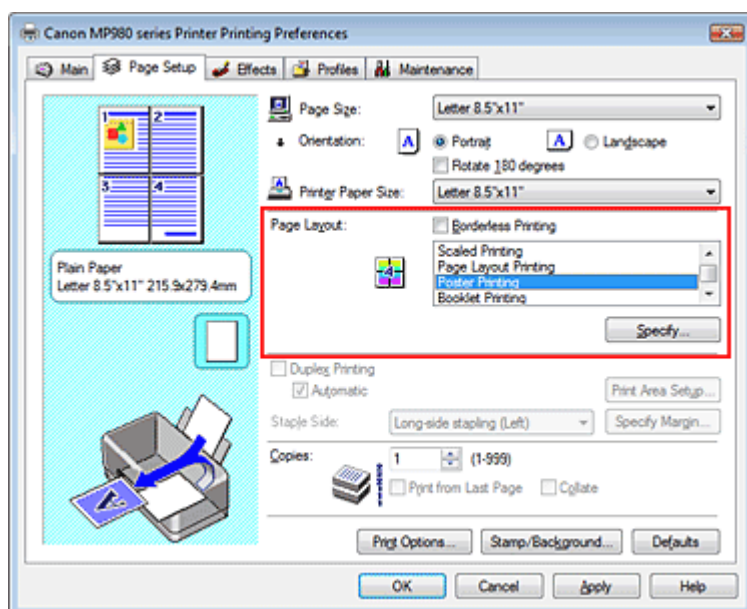 Canon MP980 series Printer Printing Preferences
Main Page Setup Effects Profiles Maintenance
1 2
3 4
Plain Paper
Letter 8.5"x11" 215.9x279.4mm
Page Size: Letter 8.5"x11"
Orientation: A Portrait A Landscape
Rotate 180 degrees
Printer Paper Size: Letter 8.5"x11"
Page Layout: Borderless Printing
Scaled Printing
Page Layout Printing
Poster Printing
Booklet Printing
4
Specify...
Duplex Printing
Automatic Print Area Setup...
Staple Side: Long-side stapling (Left) Specify Margin...
Copies: 1 (1-999)
Print from Last Page Collate
Print Options... Stamp/Background... Defaults
OK Cancel Apply Help